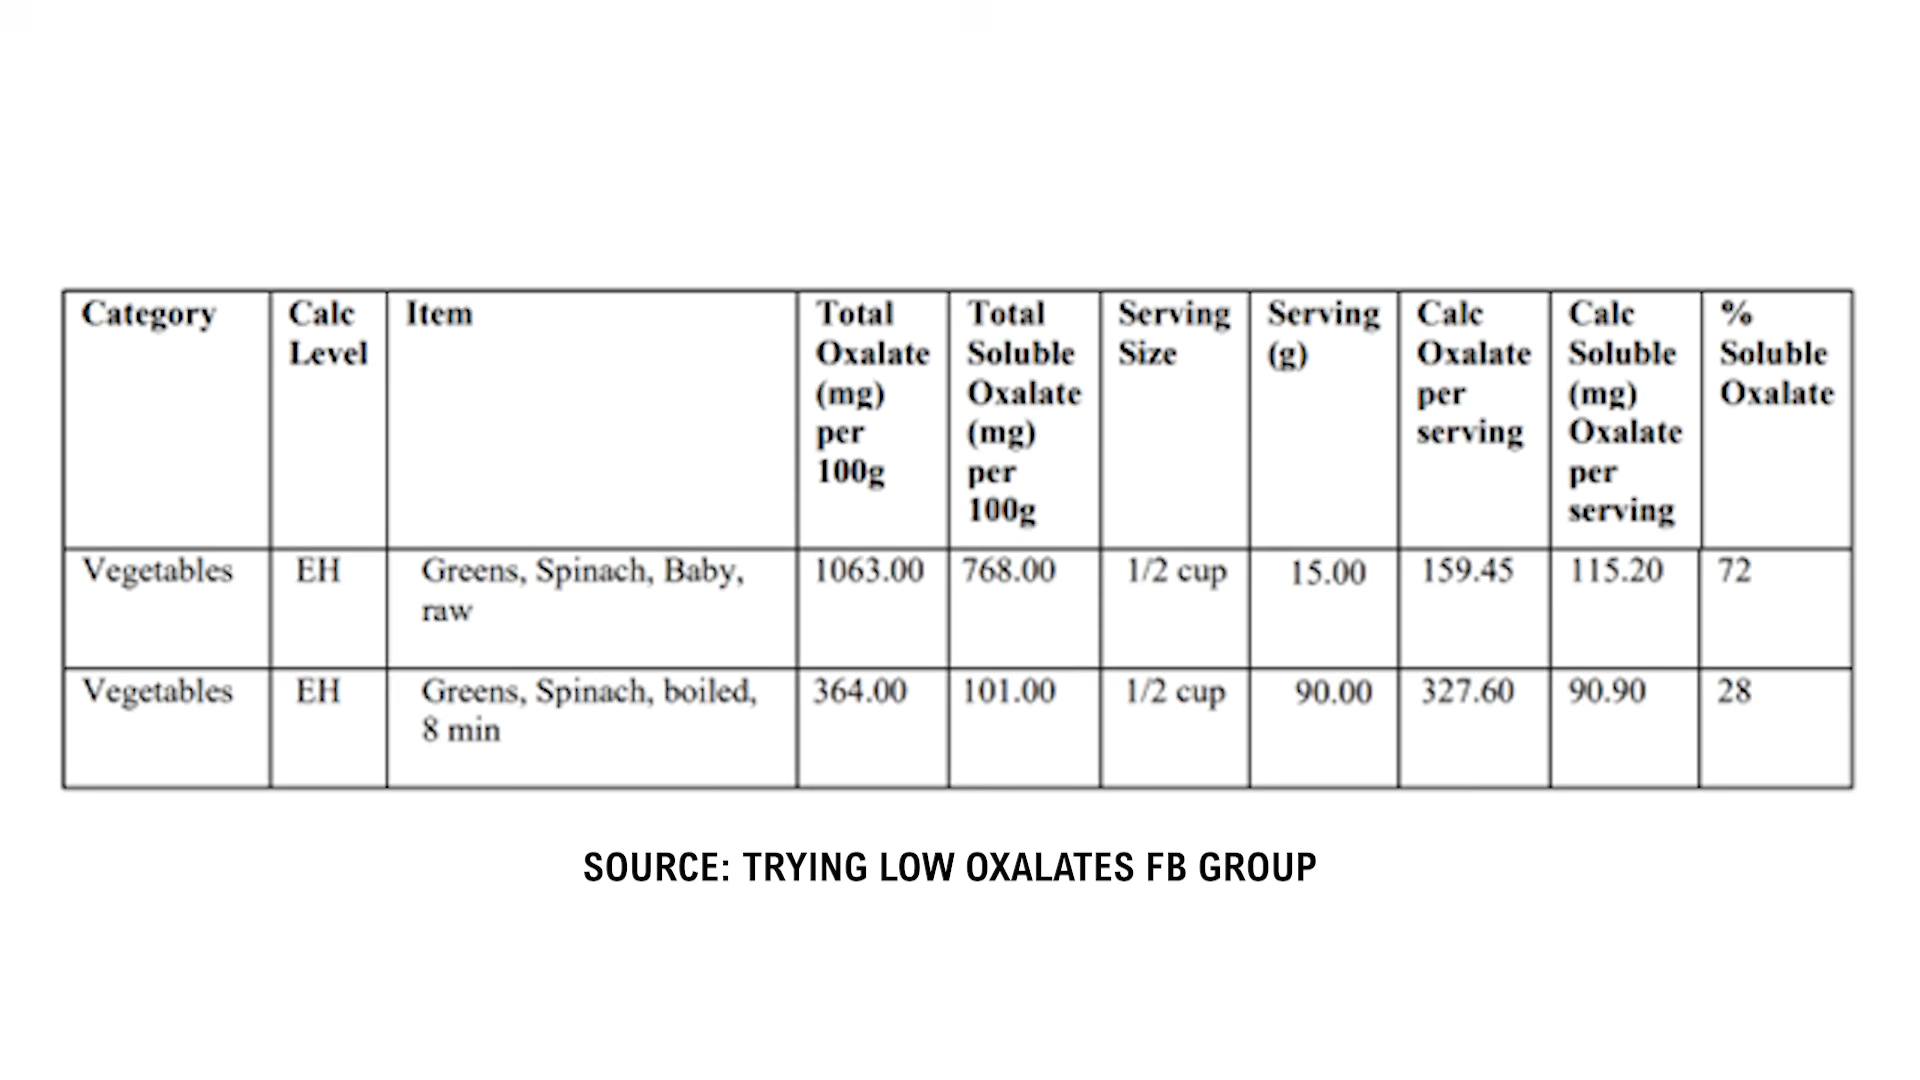 Category Calc Level Item Total Oxalate (mg) per 100g Total Soluble Oxalate (mg) per 100g Serving Size Serving (g) Calc Oxalate per serving Calc Soluble (mg) Oxalate per serving % Soluble Oxalate
Vegetables EH Greens, Spinach, Baby, raw 1063.00 768.00 1/2 cup 15.00 159.45 115.20 72
Vegetables EH Greens, Spinach, boiled, 8 min 364.00 101.00 1/2 cup 90.00 327.60 90.90 28
SOURCE: TRYING LOW OXALATES FB GROUP